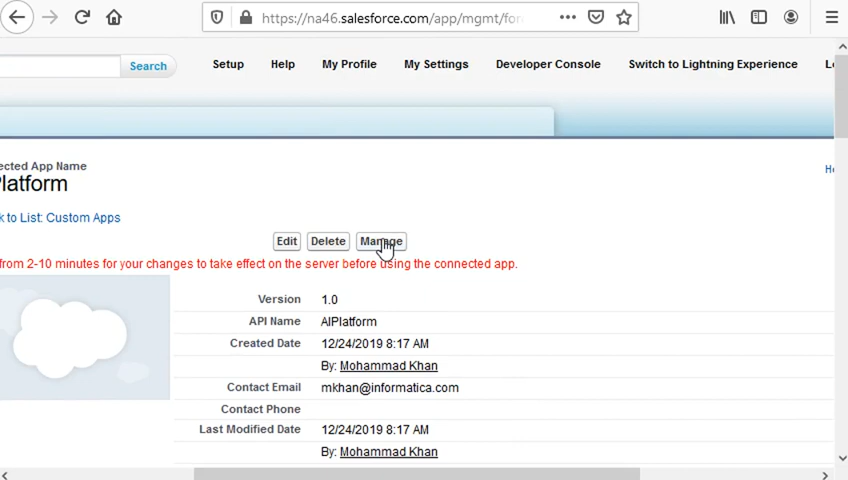 https://na46.salesforce.com/app/mgmt/for
Search
Setup
Help
My Profile
My Settings
Developer Console
Switch to Lightning Experience
ected App Name
Platform
k to List: Custom Apps
Edit
Delete
Manage
from 2-10 minutes for your changes to take effect on the server before using the connected app.
Version 1.0
API Name AIPlatform
Created Date 12/24/2019 8:17 AM
By: Mohammad Khan
Contact Email mkhan@informatica.com
Contact Phone
Last Modified Date 12/24/2019 8:17 AM
By: Mohammad Khan